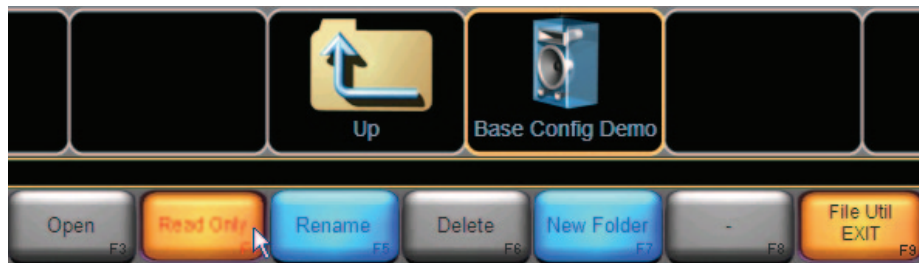 Up
Base Config Demo
Open
F3
Read Only
Rename
F5
Delete
F6
New Folder
F7
-
F8
File Util
EXIT
F9